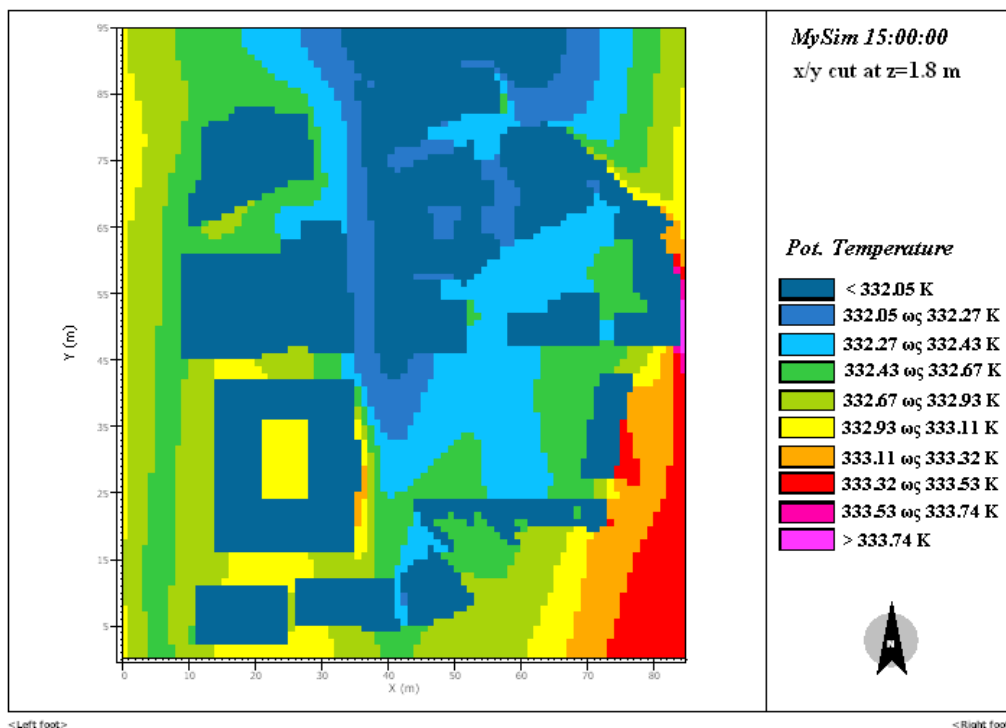 MySim 15:00:00
x/y cut at z=1.8 m
95
85
75
65
55
45
35
25
15
5
Y (m)
0 10 20 30 40 50 60 70 80
X (m)
Pot. Temperature
< 332.05 K
332.05 ως 332.27 K
332.27 ως 332.43 K
332.43 ως 332.67 K
332.67 ως 332.93 K
332.93 ως 333.11 K
333.11 ως 333.32 K
333.32 ως 333.53 K
333.53 ως 333.74 K
> 333.74 K
N
<Left foot>
<Right foo